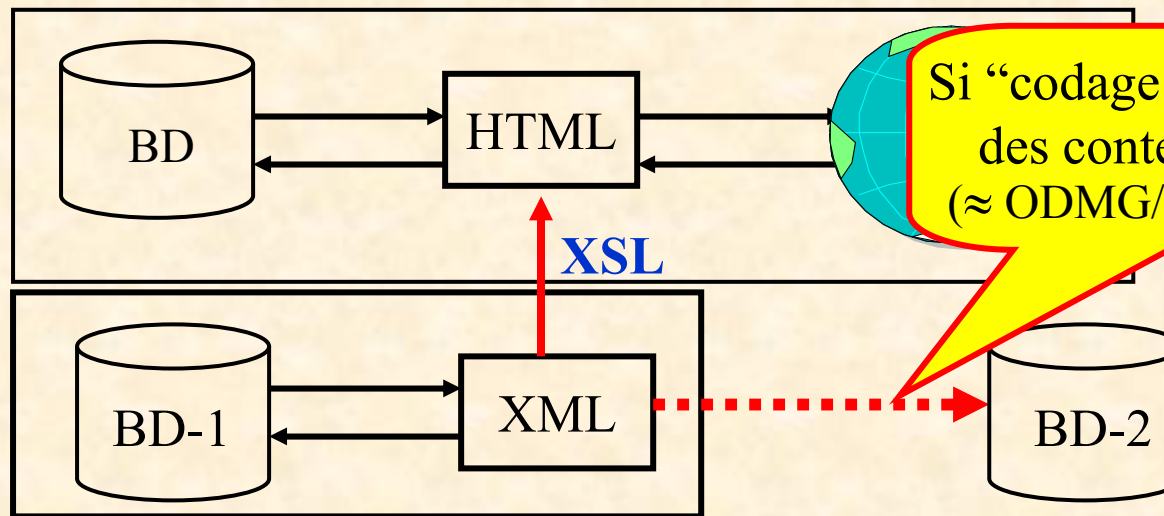 BD
HTML
Si “codage
des conte
(≈ ODMG/
XSL
BD-1
XML
BD-2